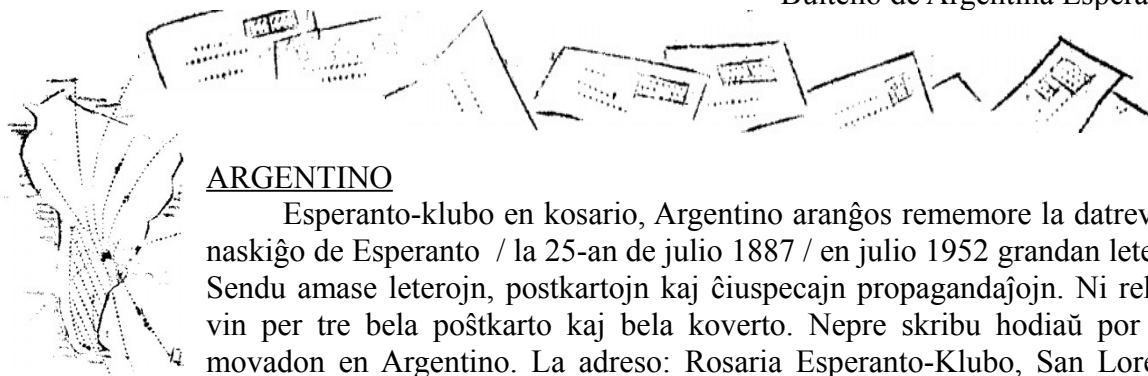 Bulteno de Argentina Espera
ARGENTINO
Esperanto-klubo en kosario, Argentino aranĝos rememore la datrev
naskiĝo de Esperanto / la 25-an de julio 1887 / en julio 1952 grandan lete
Sendu amase leterojn, postkartojn kaj ĉiuspecajn propagandaĵojn. Ni rel
vin per tre bela poŝtkarto kaj bela koverto. Nepre skribu hodiaŭ por
movadon en Argentino. La adreso: Rosaria Esperanto-Klubo, San Lore